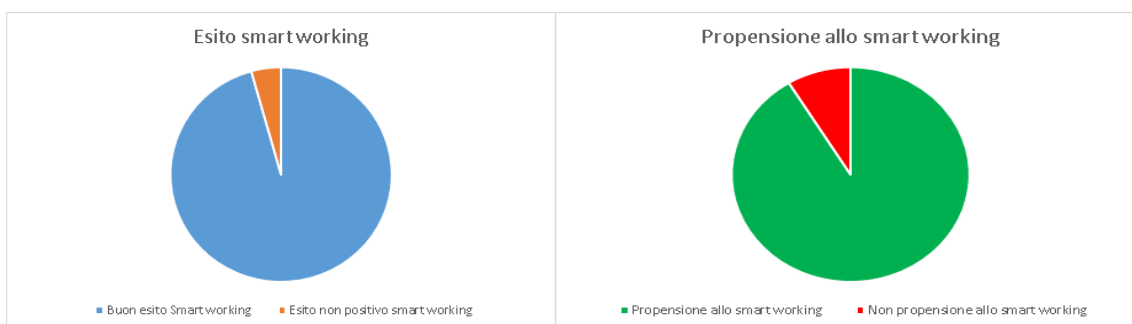 Esito smart working
Propensione allo smart working
Buon esito Smart working
Esito non positivo smart working
Propensione allo smart working
Non propensione allo smart working